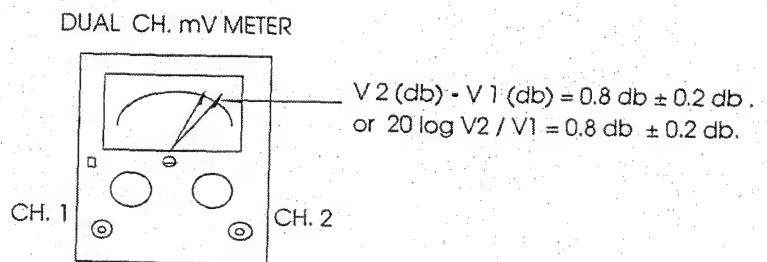 DUAL CH. mV METER
V 2 (db) - V 1 (db) = 0.8 db ± 0.2 db.
or 20 log V2 / V1 = 0.8 db ± 0.2 db.
CH. 1
CH. 2